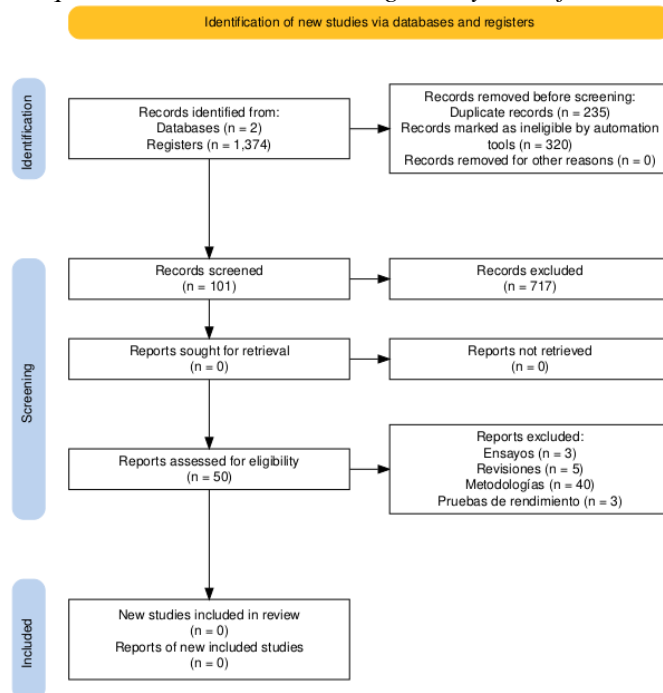 Identification of new studies via databases and registers
Identification
Records identified from:
Databases (n = 2)
Registers (n = 1,374)
Records removed before screening:
Duplicate records (n = 235)
Records marked as ineligible by automation
tools (n = 320)
Records removed for other reasons (n = 0)
Screening
Records screened
(n = 101)
Records excluded
(n = 717)
Reports sought for retrieval
(n = 0)
Reports not retrieved
(n = 0)
Reports assessed for eligibility
(n = 50)
Reports excluded:
Ensayos (n = 3)
Revisiones (n = 5)
Metodologías (n = 40)
Pruebas de rendimiento (n = 3)
Included
New studies included in review
(n = 0)
Reports of new included studies
(n = 0)